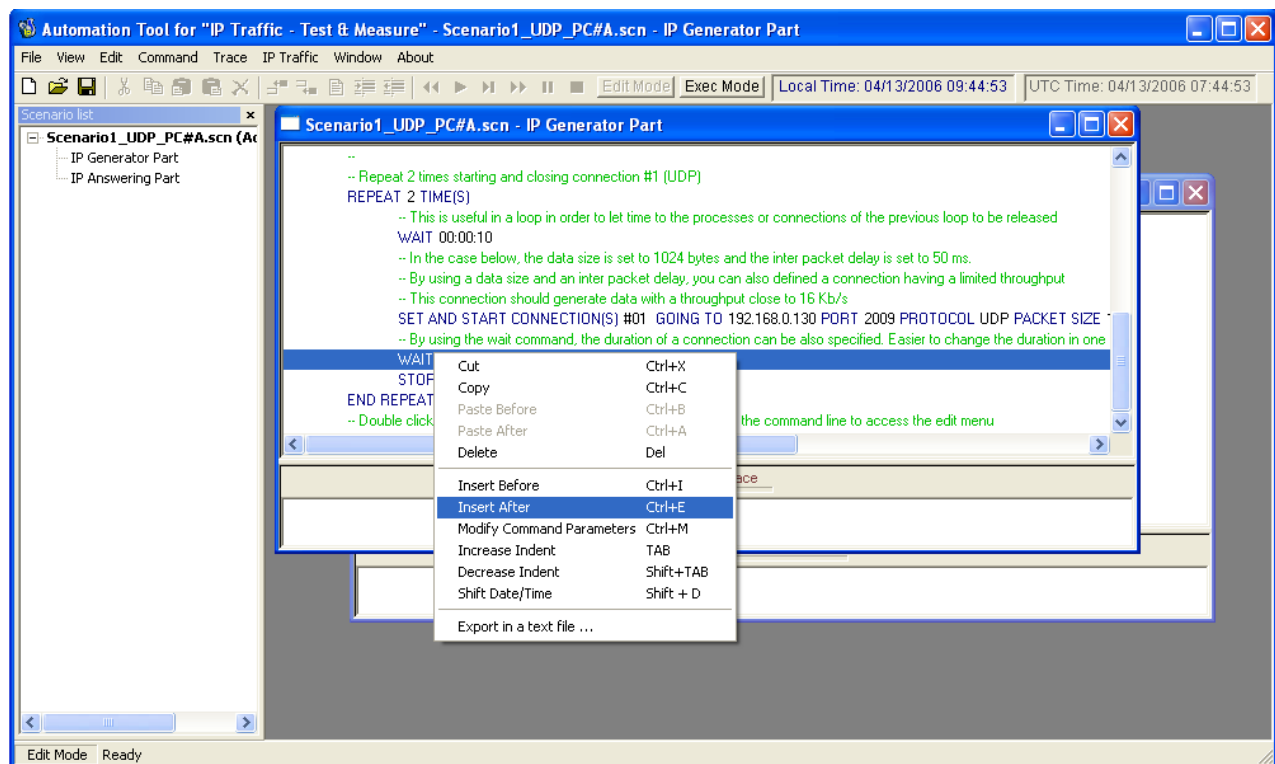 Automation Tool for "IP Traffic - Test & Measure" - Scenario1_UDP_PC#A.scn - IP Generator Part
File View Edit Command Trace IP Traffic Window About
Edit Mode Exec Mode Local Time: 04/13/2006 09:44:53 UTC Time: 04/13/2006 07:44:53
Scenario list
Scenario1_UDP_PC#A.scn (Ac
IP Generator Part
IP Answering Part
Scenario1_UDP_PC#A.scn - IP Generator Part
--
-- Repeat 2 times starting and closing connection #1 (UDP)
REPEAT 2 TIME(S)
-- This is useful in a loop in order to let time to the processes or connections of the previous loop to be released
WAIT 00:00:10
-- In the case below, the data size is set to 1024 bytes and the inter packet delay is set to 50 ms.
-- By using a data size and an inter packet delay, you can also defined a connection having a limited throughput
-- This connection should generate data with a throughput close to 16 Kb/s
SET AND START CONNECTION(S) #01 GOING TO 192.168.0.130 PORT 2009 PROTOCOL UDP PACKET SIZE
-- By using the wait command, the duration of a connection can be also specified. Easier to change the duration in one
WAIT
STOP
END REPEAT
-- Double click the command line to access the edit menu
ace
Cut Ctrl+X
Copy Ctrl+C
Paste Before Ctrl+B
Paste After Ctrl+A
Delete Del
Insert Before Ctrl+I
Insert After Ctrl+E
Modify Command Parameters Ctrl+M
Increase Indent TAB
Decrease Indent Shift+TAB
Shift Date/Time Shift + D
Export in a text file ...
Edit Mode Ready